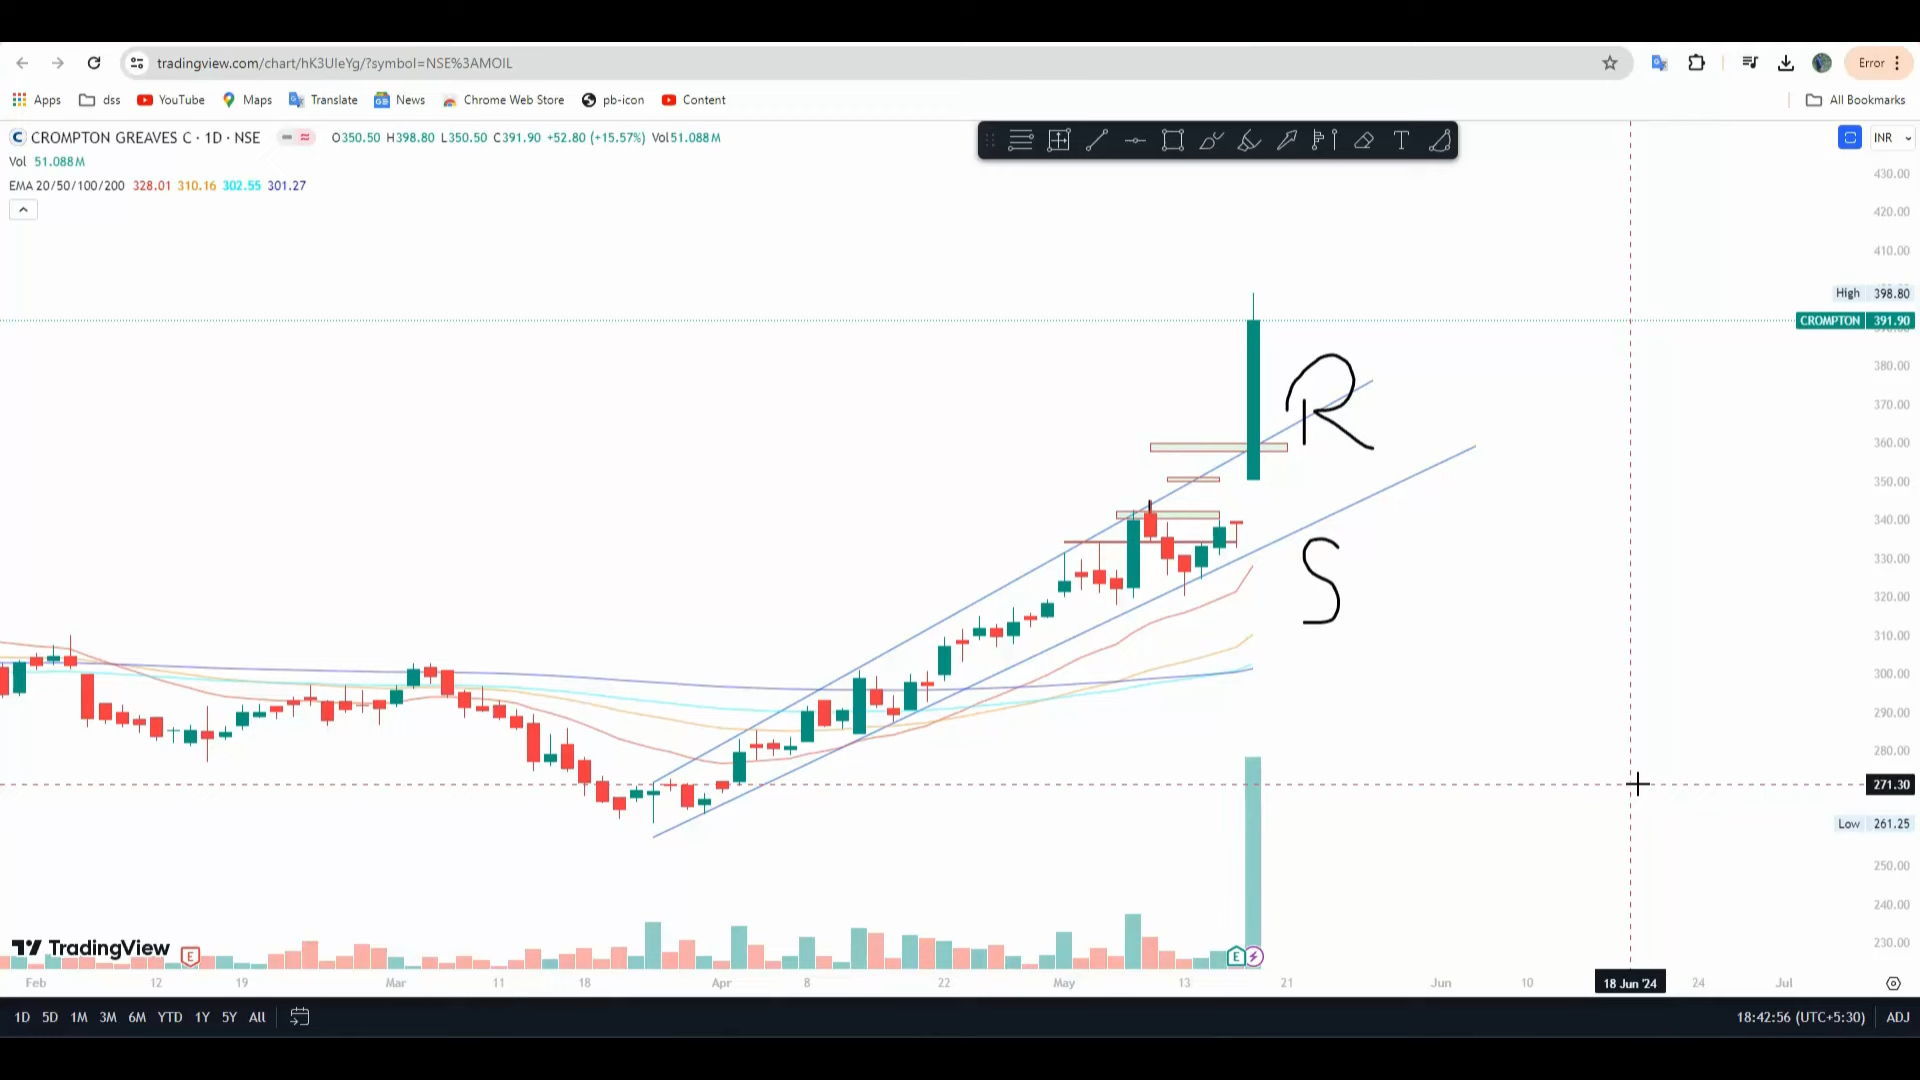 tradingview.com/chart/hK3UIeYg/?symbol=NSE%3AMOIL
Error
Apps dss YouTube Maps Translate News Chrome Web Store pb-icon Content All Bookmarks
CROMPTON GREAVES C · 1D · NSE O350.50 H398.80 L350.50 C391.90 +52.80 (+15.57%) Vol51.088M
INR
Vol 51.088M
EMA 20/50/100/200 328.01 310.16 302.55 301.27
430.00
420.00
410.00
High 398.80
CROMPTON 391.90
380.00
370.00
R
360.00
350.00
340.00
330.00
S
320.00
310.00
300.00
290.00
280.00
271.30
Low 261.25
250.00
240.00
230.00
TradingView
E
E
Feb 12 19 Mar 11 18 Apr 8 22 May 13 21 Jun 10 18 Jun '24 24 Jul
1D 5D 1M 3M 6M YTD 1Y 5Y All
18:42:56 (UTC+5:30) ADJ